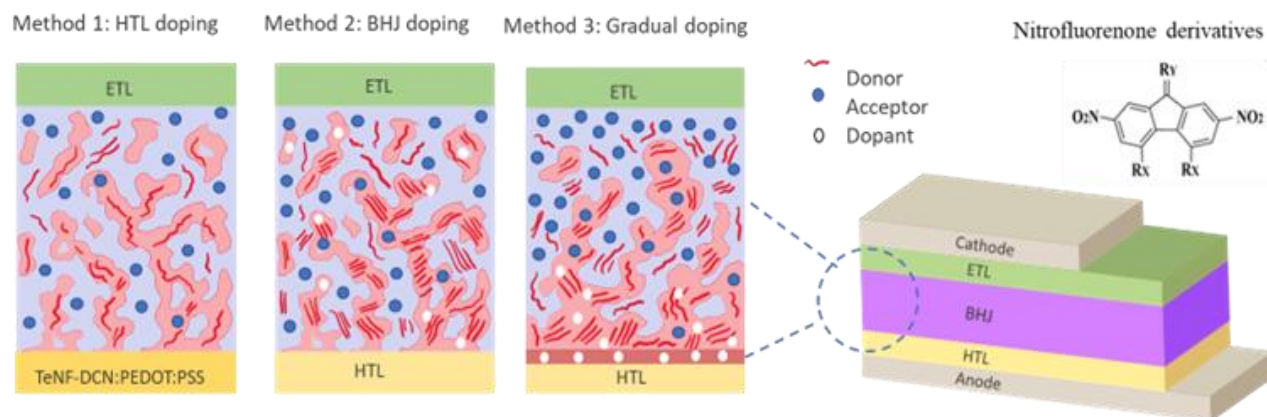 Method 1: HTL doping
Method 2: BHJ doping
Method 3: Gradual doping
Nitrofluorenone derivatives
ETL
ETL
ETL
Donor
Acceptor
Dopant
RY
O2N
NO2
Rx
Rx
TeNF-DCN:PEDOT:PSS
HTL
HTL
Cathode
ETL
BHJ
HTL
Anode